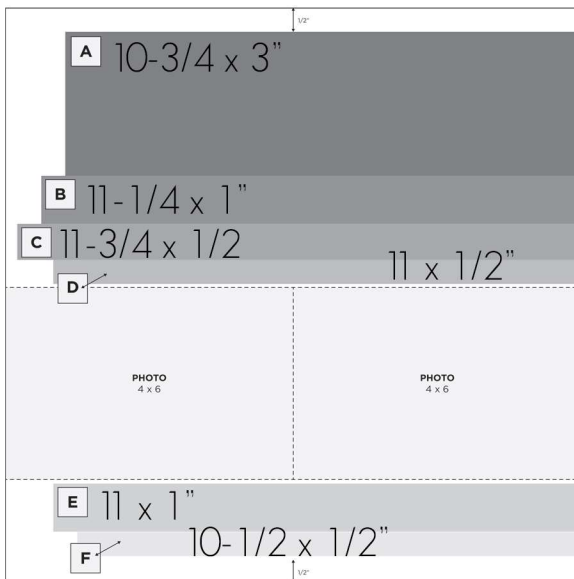 1/2"
A 10-3/4 x 3"
B 11-1/4 x 1"
C 11-3/4 x 1/2
11 x 1/2"
D
PHOTO
4 x 6
PHOTO
4 x 6
E 11 x 1"
10-1/2 x 1/2"
F
1/2"